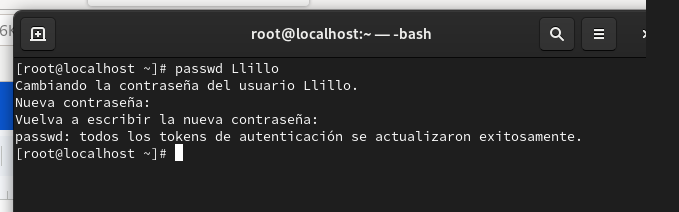 root@localhost:~ — -bash
[root@localhost ~]# passwd Llillo
Cambiando la contraseña del usuario Llillo.
Nueva contraseña:
Vuelva a escribir la nueva contraseña:
passwd: todos los tokens de autenticación se actualizaron exitosamente.
[root@localhost ~]#